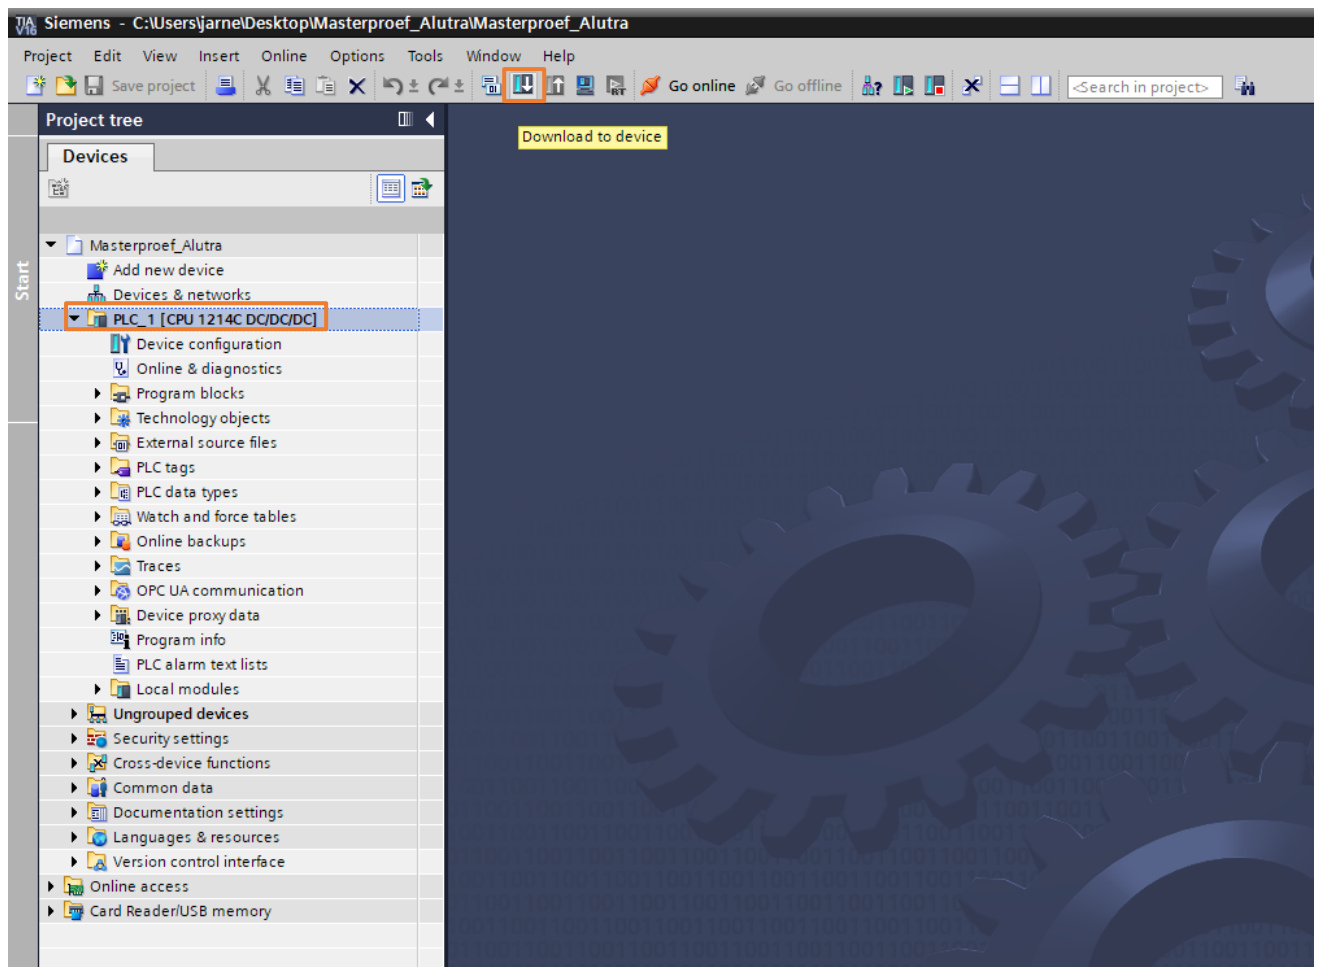 TIA V16 Siemens - C:\Users\jarne\Desktop\Masterproef_Alutra\Masterproef_Alutra
Project Edit View Insert Online Options Tools Window Help
Save project Go online Go offline <Search in project>
Project tree
Download to device
Devices
Start
Masterproef_Alutra
Add new device
Devices & networks
PLC_1 [CPU 1214C DC/DC/DC]
Device configuration
Online & diagnostics
Program blocks
Technology objects
External source files
PLC tags
PLC data types
Watch and force tables
Online backups
Traces
OPC UA communication
Device proxy data
Program info
PLC alarm text lists
Local modules
Ungrouped devices
Security settings
Cross-device functions
Common data
Documentation settings
Languages & resources
Version control interface
Online access
Card Reader/USB memory